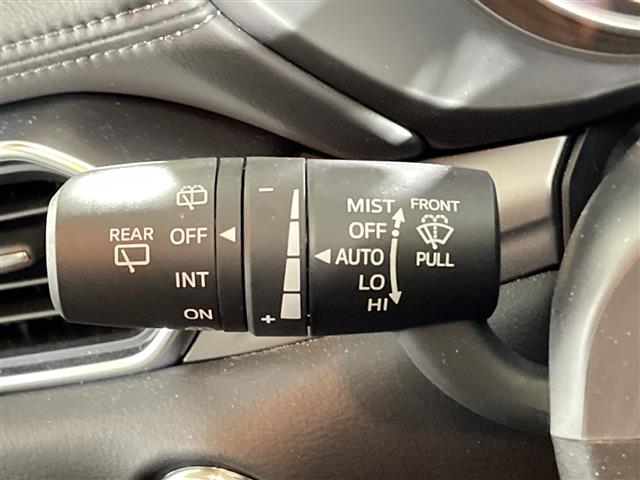 REAR
OFF
INT
ON
−
+
MIST
OFF
AUTO
LO
HI
FRONT
PULL